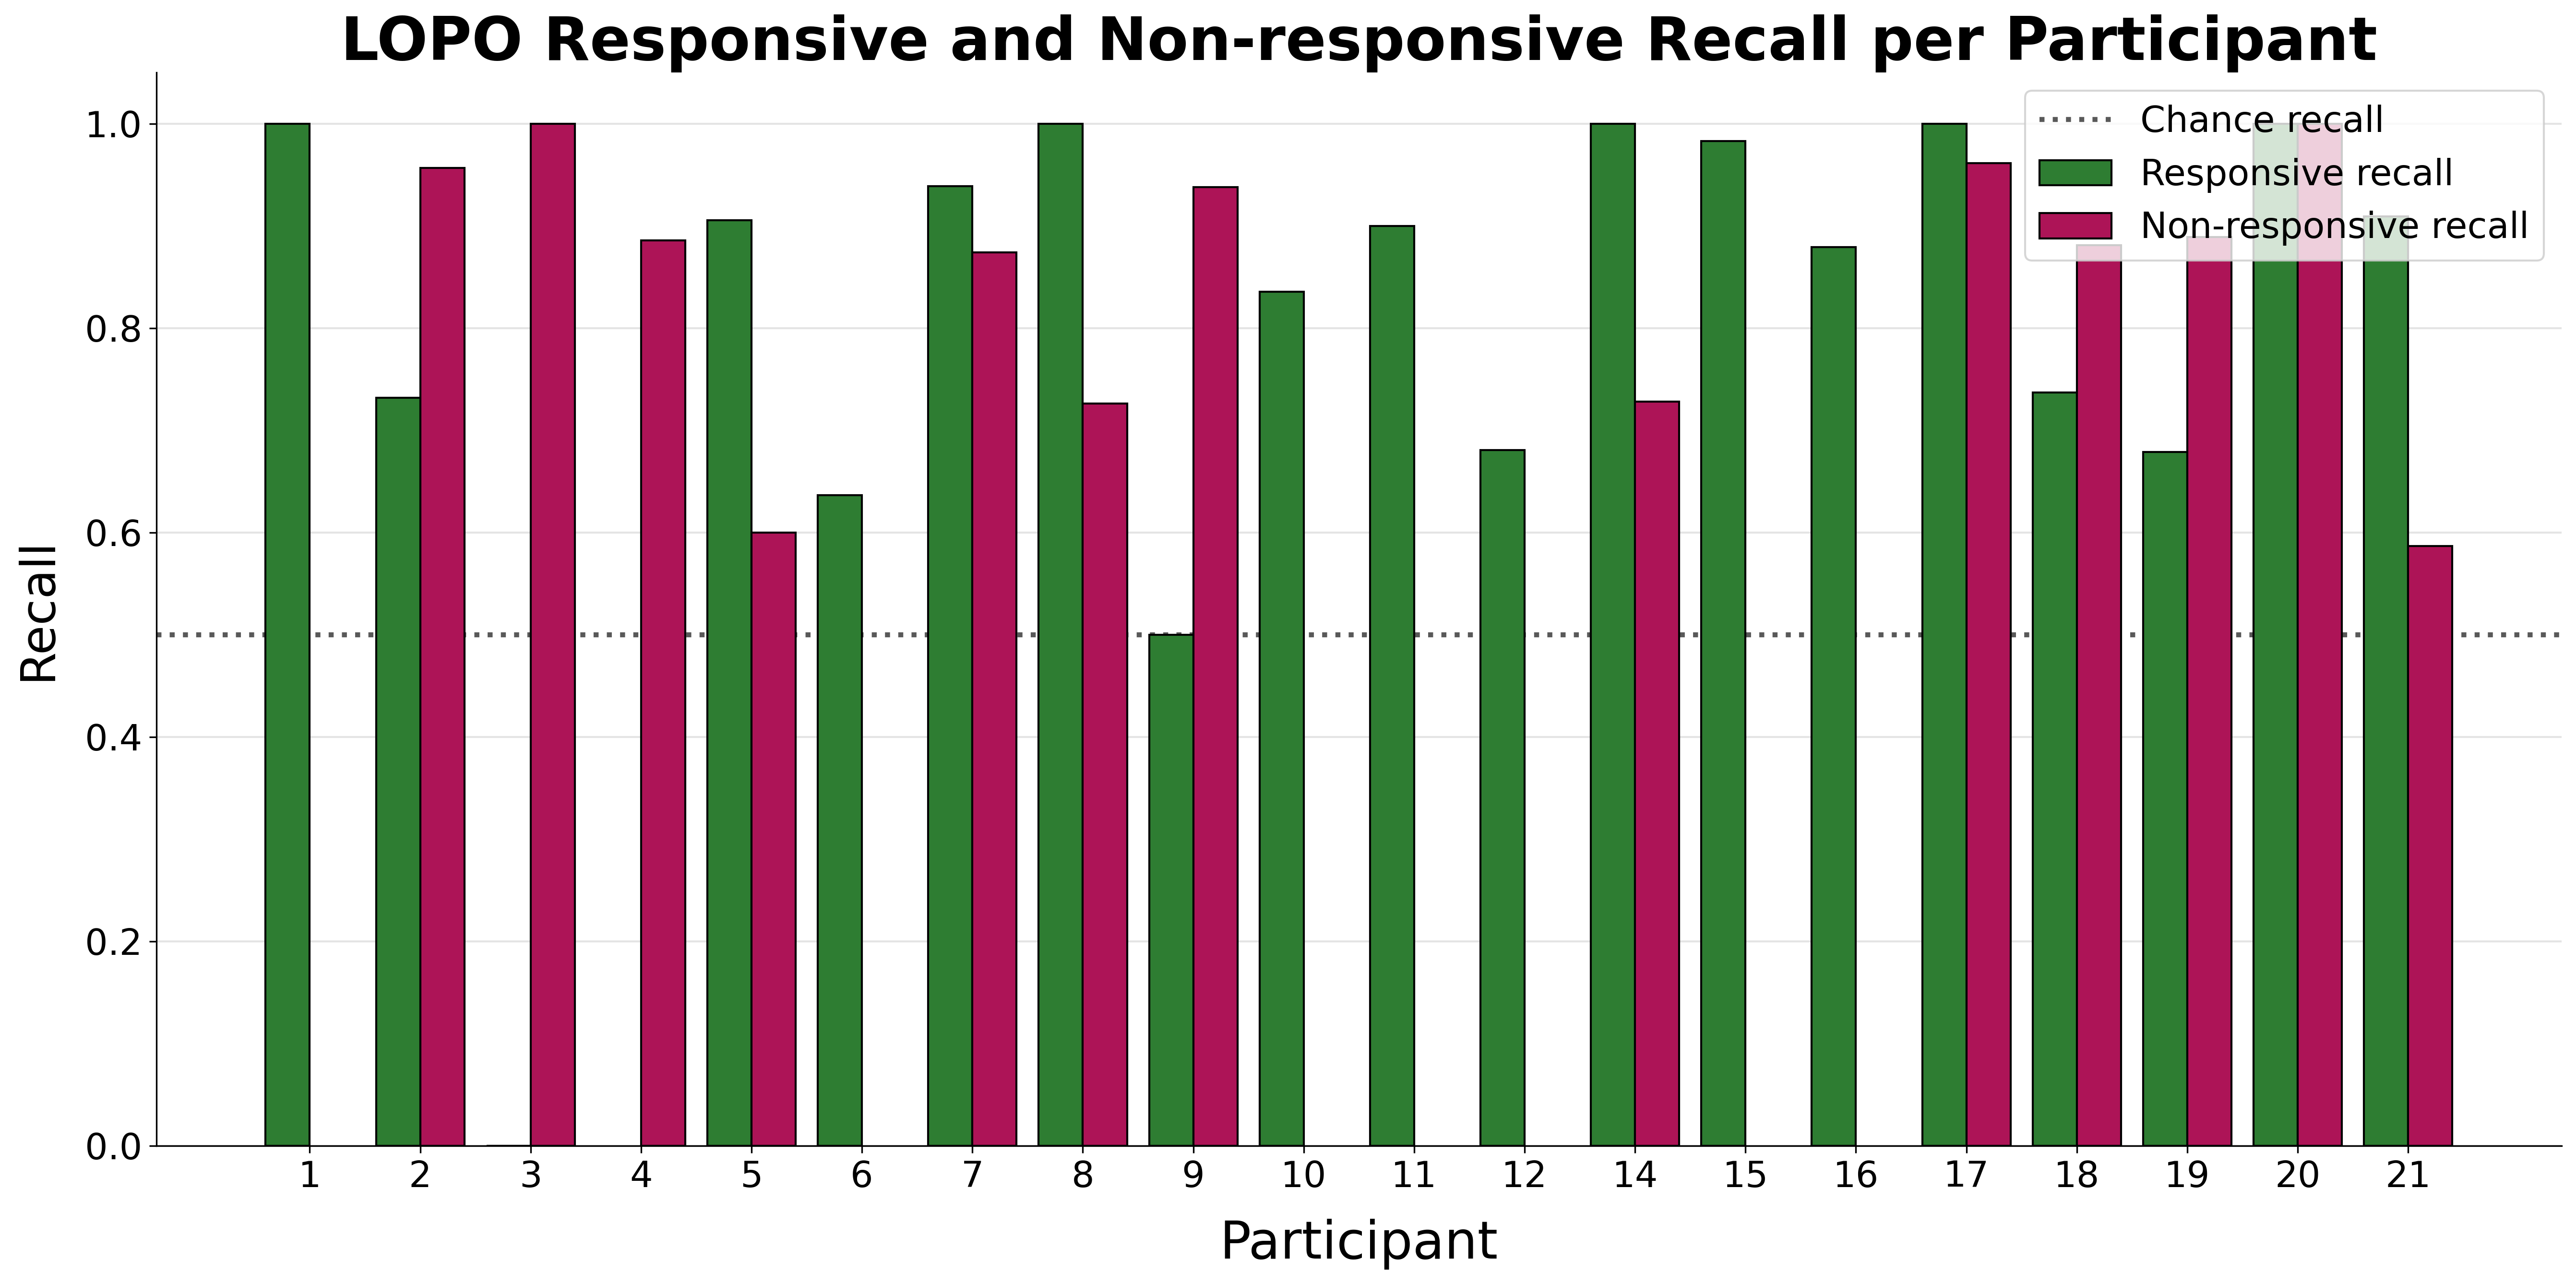 LOPO Responsive and Non-responsive Recall per Participant
Chance recall
Responsive recall
Non-responsive recall
1.0
0.8
0.6
0.4
0.2
0.0
Recall
1 2 3 4 5 6 7 8 9 10 11 12 14 15 16 17 18 19 20 21
Participant